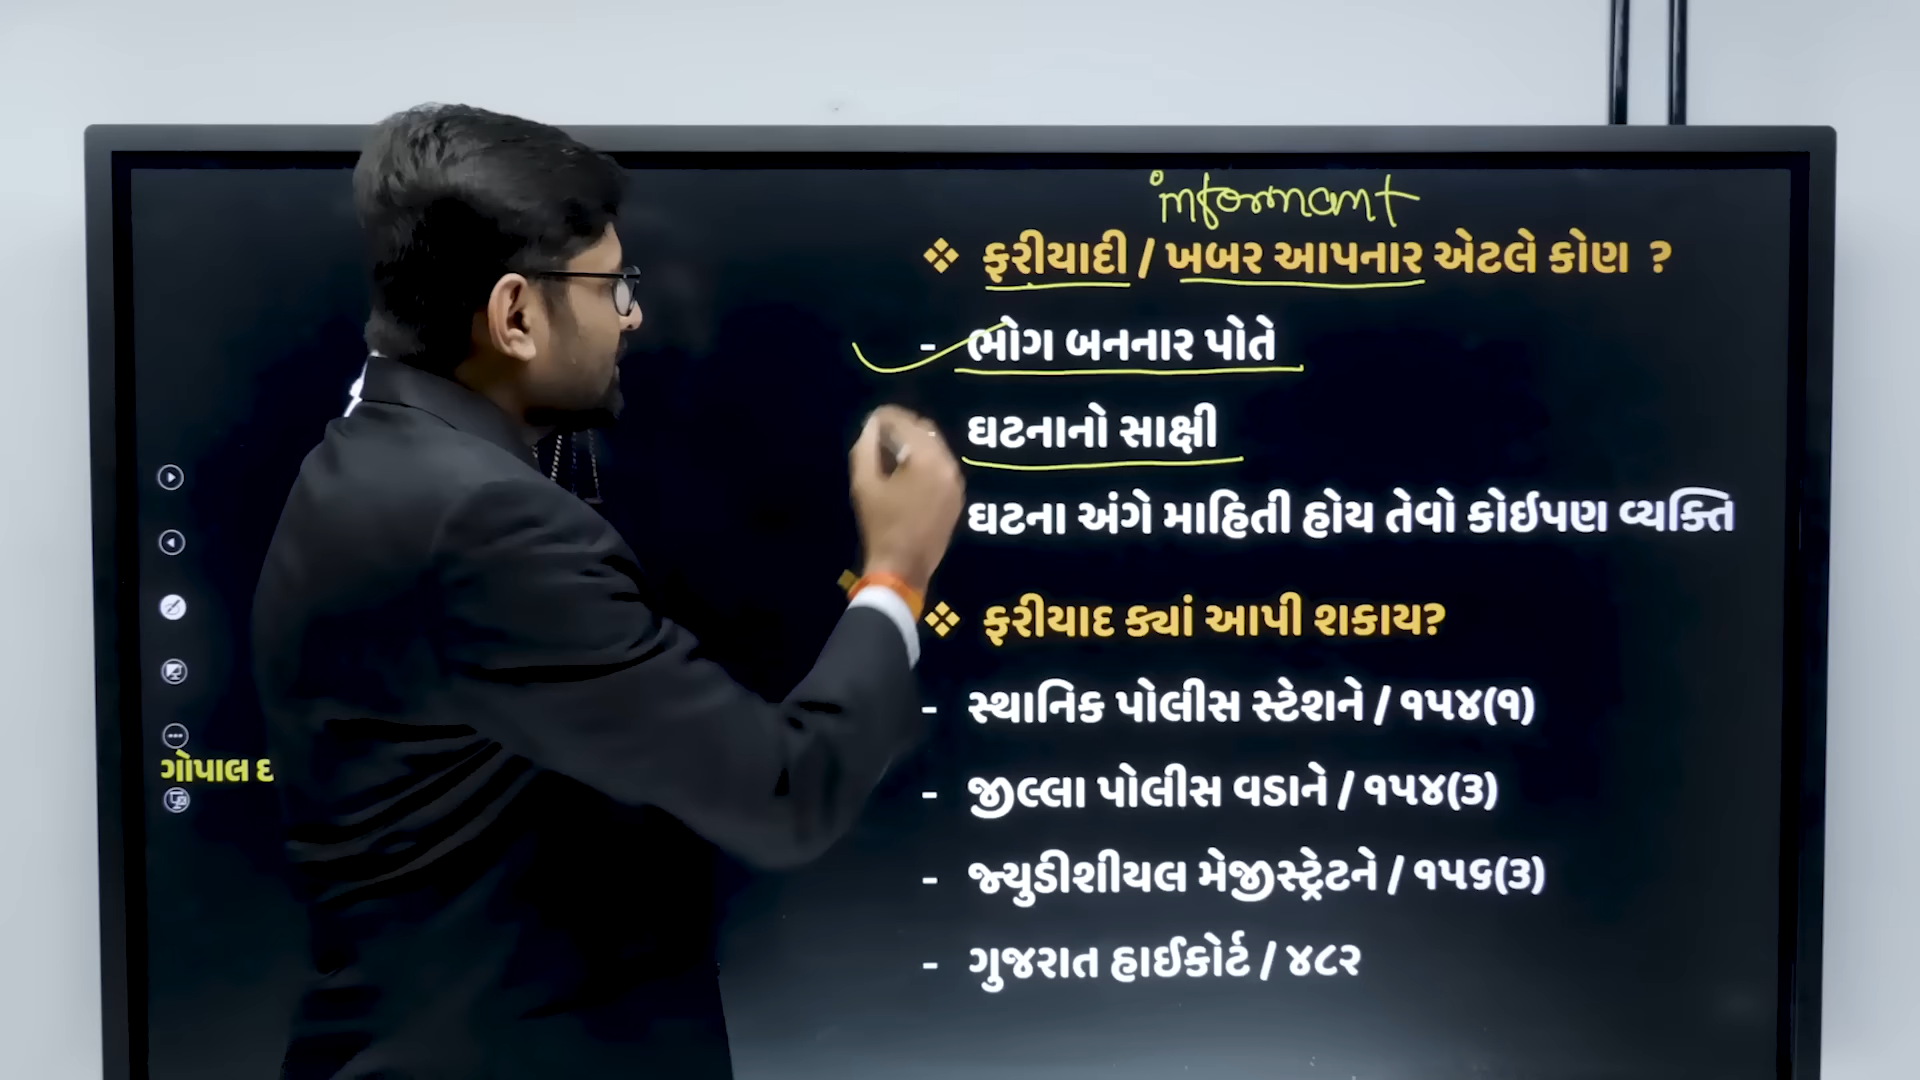 informant
❖ ફરીયાદી / ખબર આપનાર એટલે કોણ ?
- ભોગ બનનાર પોતે
ઘટનાનો સાક્ષી
ઘટના અંગે માહિતી હોય તેવો કોઇપણ વ્યક્તિ
❖ ફરીયાદ ક્યાં આપી શકાય?
- સ્થાનિક પોલીસ સ્ટેશને / ૧૫૪(૧)
- જીલ્લા પોલીસ વડાને / ૧૫૪(૩)
- જ્યુડીશીયલ મેજીસ્ટ્રેટને / ૧૫૬(૩)
- ગુજરાત હાઈકોર્ટ / ૪૮૨
ગોપાલ